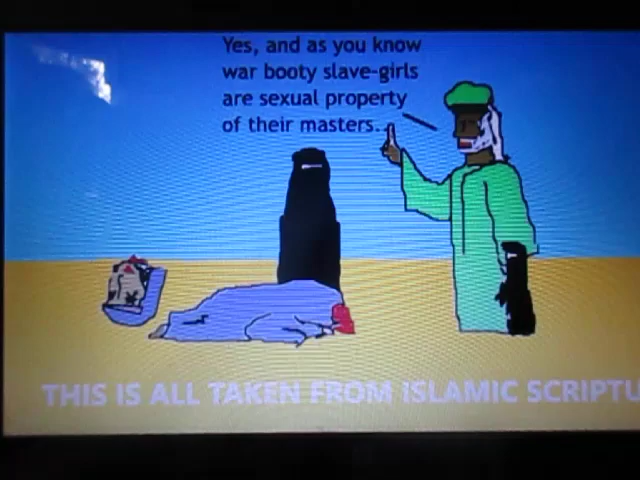 Yes, and as you know
war booty slave-girls
are sexual property
of their masters...
THIS IS ALL TAKEN FROM ISLAMIC SCRIPTU